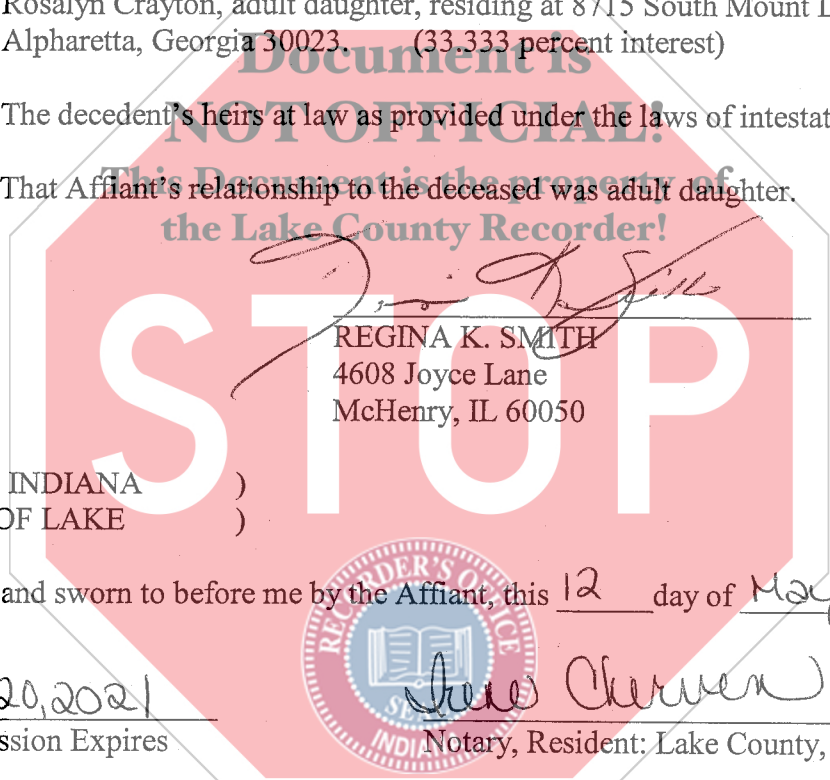 Rosalyn Crayton, adult daughter, residing at 8715 South Mount L
Alpharetta, Georgia 30023. (33.333 percent interest)
Document is
The decedent's heirs at law as provided under the laws of intestat
NOT OFFICIAL!
This Document is the property of
That Affiant's relationship to the deceased was adult daughter.
the Lake County Recorder!
REGINA K. SMITH
4608 Joyce Lane
McHenry, IL 60050
STOP
INDIANA )
OF LAKE )
RECORDER'S OFFICE
and sworn to before me by the Affiant, this 12 day of May
20, 2021 Irene Cherven
SEAL
ssion Expires Notary, Resident: Lake County,
INDIANA